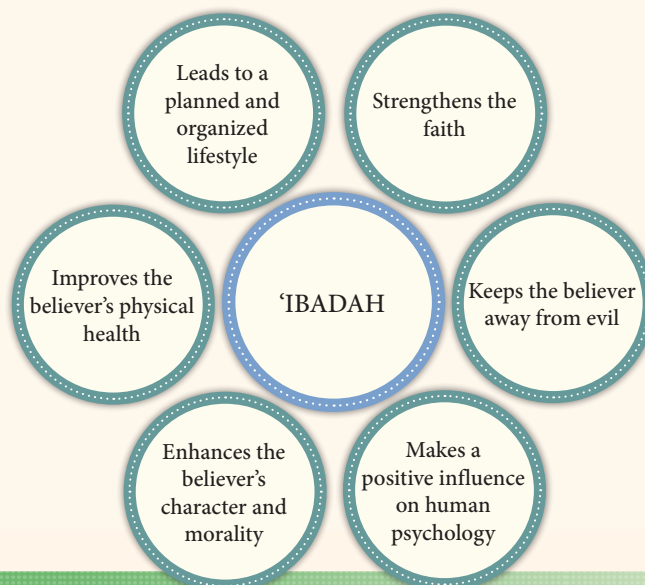 Leads to a
planned and
organized
lifestyle
Strengthens the
faith
Improves the
believer’s physical
health
‘IBADAH
Keeps the believer
away from evil
Enhances the
believer’s
character and
morality
Makes a
positive influence
on human
psychology